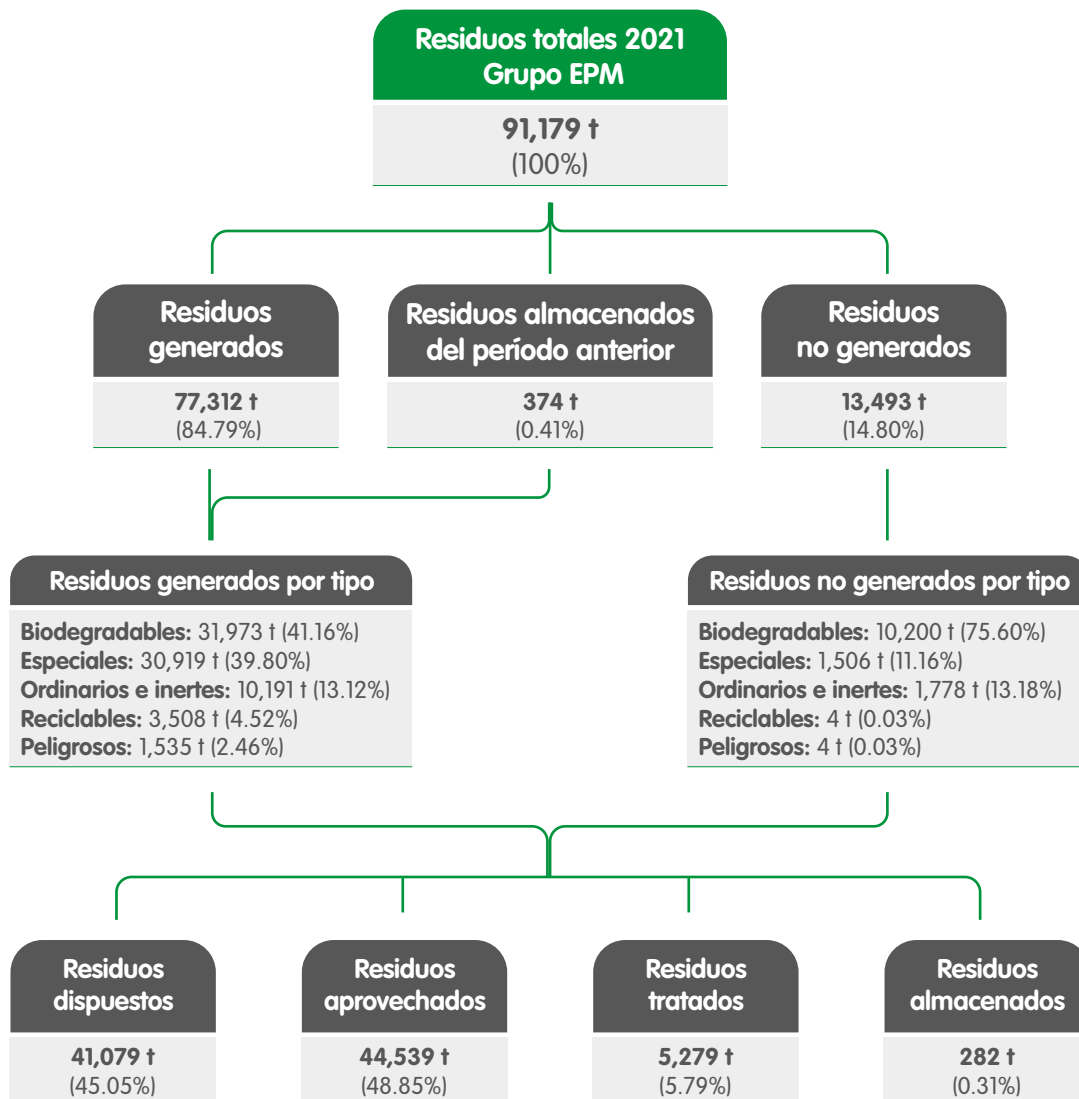 Residuos totales 2021
Grupo EPM
91,179 t
(100%)
Residuos
generados
77,312 t
(84.79%)
Residuos almacenados
del período anterior
374 t
(0.41%)
Residuos
no generados
13,493 t
(14.80%)
Residuos generados por tipo
Biodegradables: 31,973 t (41.16%)
Especiales: 30,919 t (39.80%)
Ordinarios e inertes: 10,191 t (13.12%)
Reciclables: 3,508 t (4.52%)
Peligrosos: 1,535 t (2.46%)
Residuos no generados por tipo
Biodegradables: 10,200 t (75.60%)
Especiales: 1,506 t (11.16%)
Ordinarios e inertes: 1,778 t (13.18%)
Reciclables: 4 t (0.03%)
Peligrosos: 4 t (0.03%)
Residuos
dispuestos
41,079 t
(45.05%)
Residuos
aprovechados
44,539 t
(48.85%)
Residuos
tratados
5,279 t
(5.79%)
Residuos
almacenados
282 t
(0.31%)